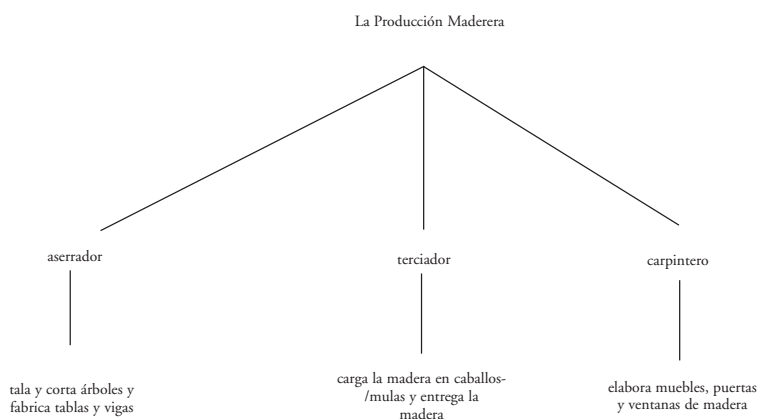 La Producción Maderera
aserrador
terciador
carpintero
tala y corta árboles y
fabrica tablas y vigas
carga la madera en caballos-
/mulas y entrega la
madera
elabora muebles, puertas
y ventanas de madera